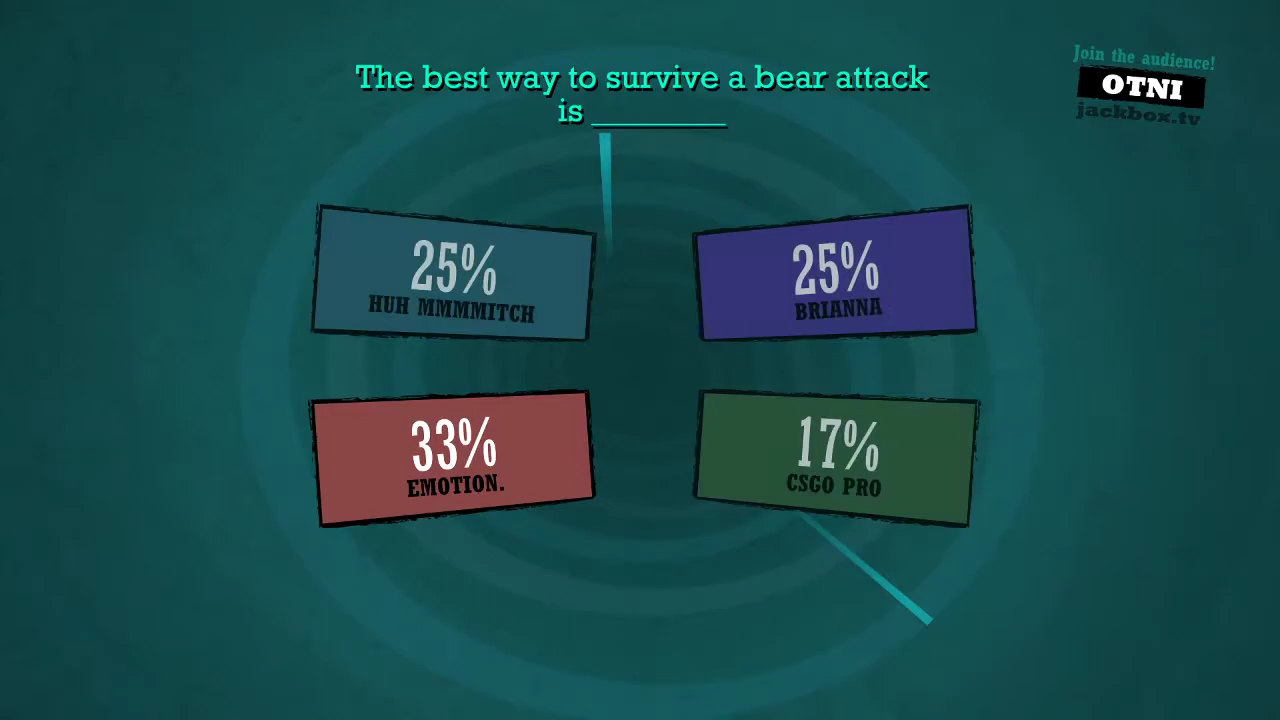 Join the audience!
OTNI
jackbox.tv
The best way to survive a bear attack
is _________
25%
HUH MMMMITCH
25%
BRIANNA
33%
EMOTION.
17%
CSGO PRO